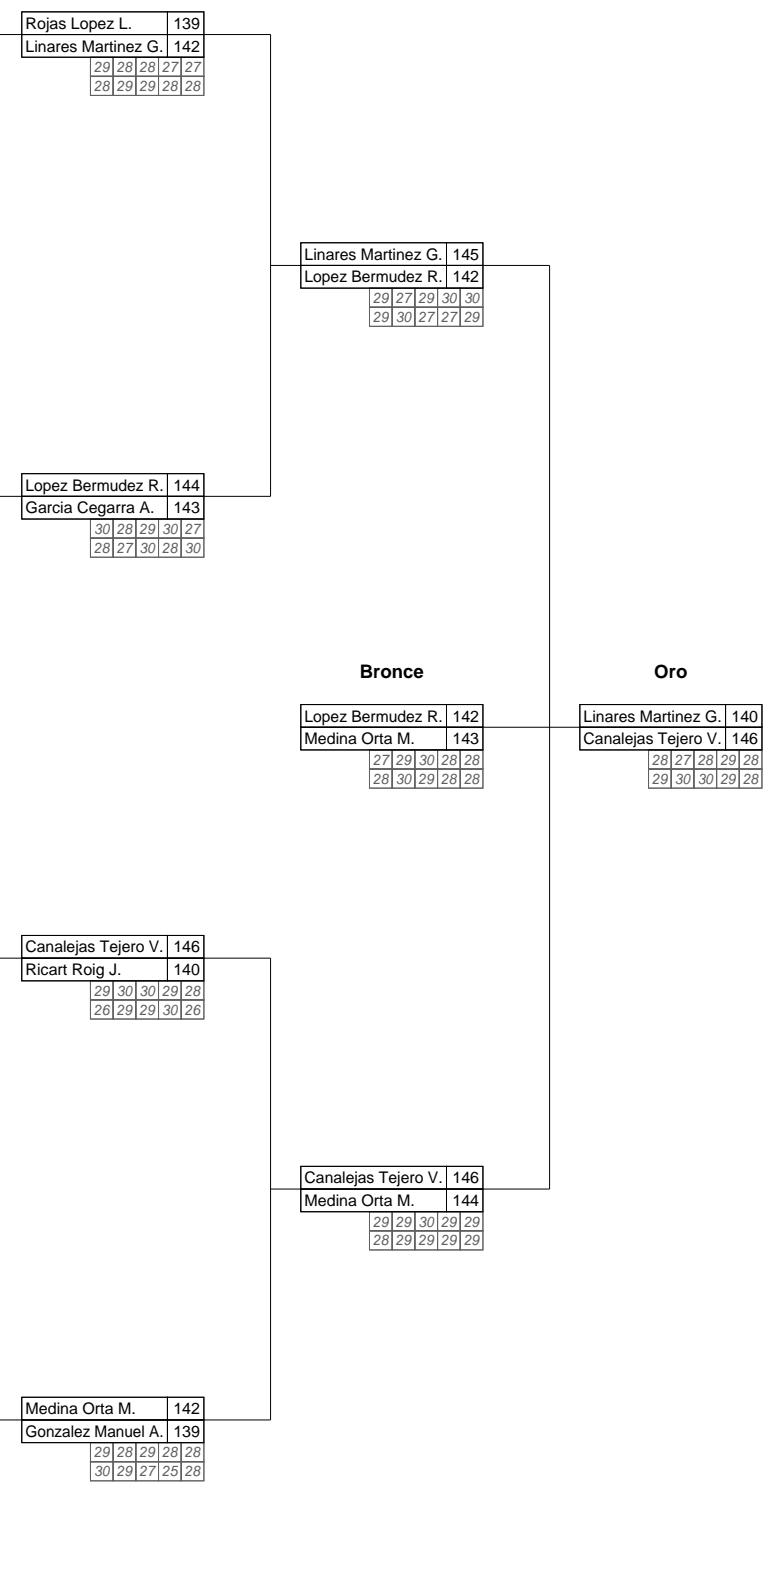 Rojas Lopez L. 139
Linares Martinez G. 142
29 28 28 27 27
28 29 29 28 28
Linares Martinez G. 145
Lopez Bermudez R. 142
29 27 29 30 30
29 30 27 27 29
Lopez Bermudez R. 144
Garcia Cegarra A. 143
30 28 29 30 27
28 27 30 28 30
Bronce
Lopez Bermudez R. 142
Medina Orta M. 143
27 29 30 28 28
28 30 29 28 28
Oro
Linares Martinez G. 140
Canalejas Tejero V. 146
28 27 28 29 28
29 30 30 29 28
Canalejas Tejero V. 146
Ricart Roig J. 140
29 30 30 29 28
26 29 29 30 26
Canalejas Tejero V. 146
Medina Orta M. 144
29 29 30 29 29
28 29 29 29 29
Medina Orta M. 142
Gonzalez Manuel A. 139
29 28 29 28 28
30 29 27 25 28